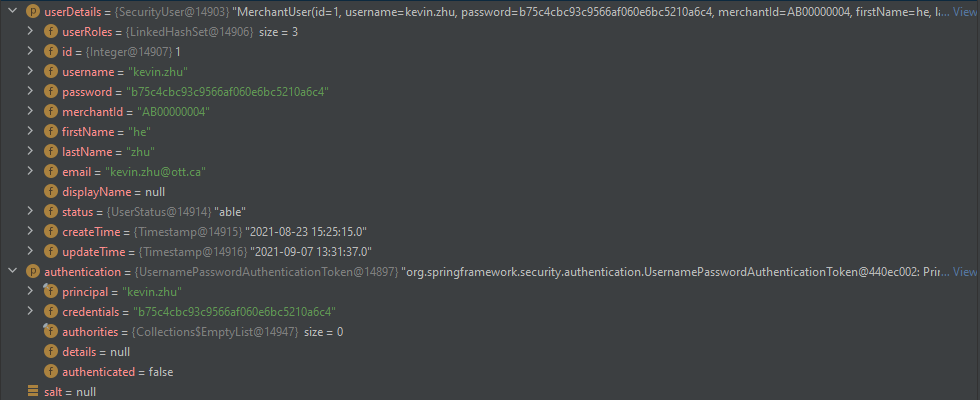 userDetails = {SecurityUser@14903} "MerchantUser(id=1, username=kevin.zhu, password=b75c4cbc93c9566af060e6bc5210a6c4, merchantId=AB00000004, firstName=he, l... View
userRoles = {LinkedHashSet@14906} size = 3
id = {Integer@14907} 1
username = "kevin.zhu"
password = "b75c4cbc93c9566af060e6bc5210a6c4"
merchantId = "AB00000004"
firstName = "he"
lastName = "zhu"
email = "kevin.zhu@ott.ca"
displayName = null
status = {UserStatus@14914} "able"
createTime = {Timestamp@14915} "2021-08-23 15:25:15.0"
updateTime = {Timestamp@14916} "2021-09-07 13:31:37.0"
authentication = {UsernamePasswordAuthenticationToken@14897} "org.springframework.security.authentication.UsernamePasswordAuthenticationToken@440ec002: Pri... View
principal = "kevin.zhu"
credentials = "b75c4cbc93c9566af060e6bc5210a6c4"
authorities = {Collections$EmptyList@14947} size = 0
details = null
authenticated = false
salt = null